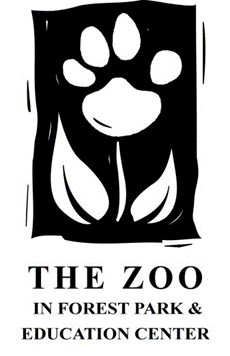 THE ZOO
IN FOREST PARK &
EDUCATION CENTER